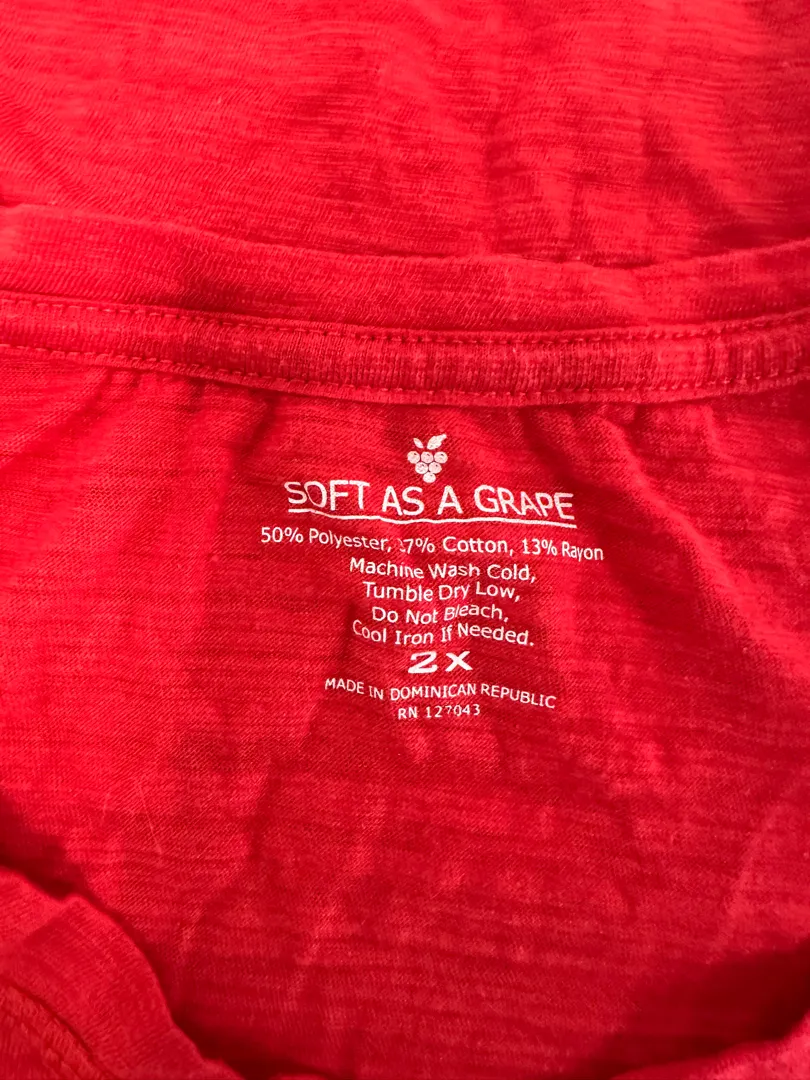 SOFT AS A GRAPE
50% Polyester, 7% Cotton, 13% Rayon
Machine Wash Cold,
Tumble Dry Low,
Do Not Bleach,
Cool Iron If Needed.
2X
MADE IN DOMINICAN REPUBLIC
RN 127043